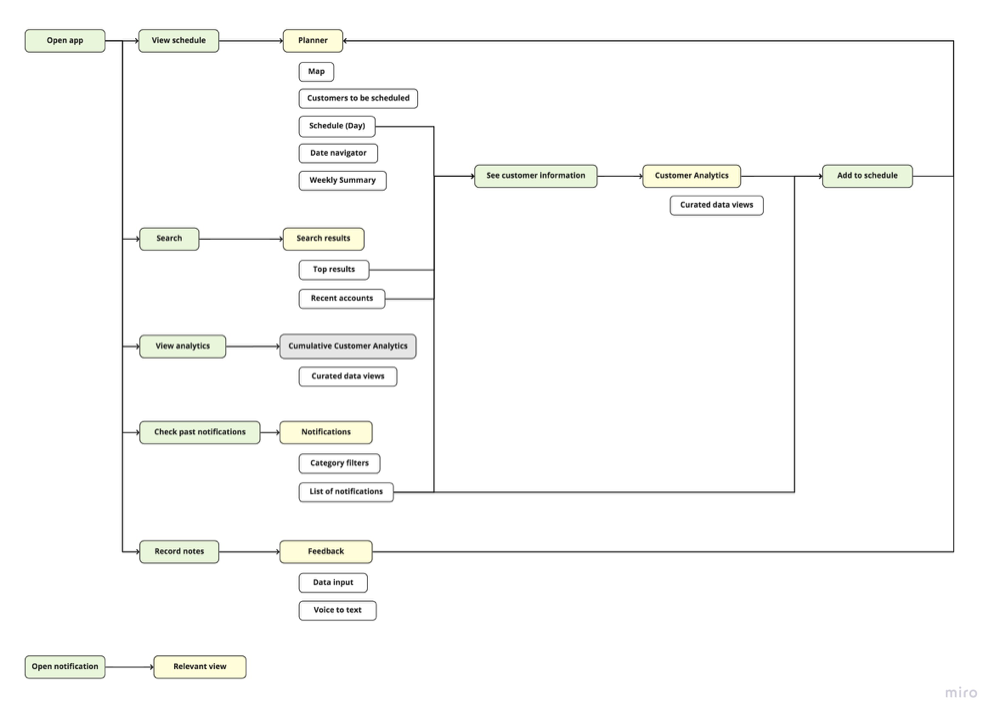 Open app
View schedule
Planner
Map
Customers to be scheduled
Schedule (Day)
Date navigator
Weekly Summary
See customer information
Customer Analytics
Curated data views
Add to schedule
Search
Search results
Top results
Recent accounts
View analytics
Cumulative Customer Analytics
Curated data views
Check past notifications
Notifications
Category filters
List of notifications
Record notes
Feedback
Data input
Voice to text
Open notification
Relevant view
miro